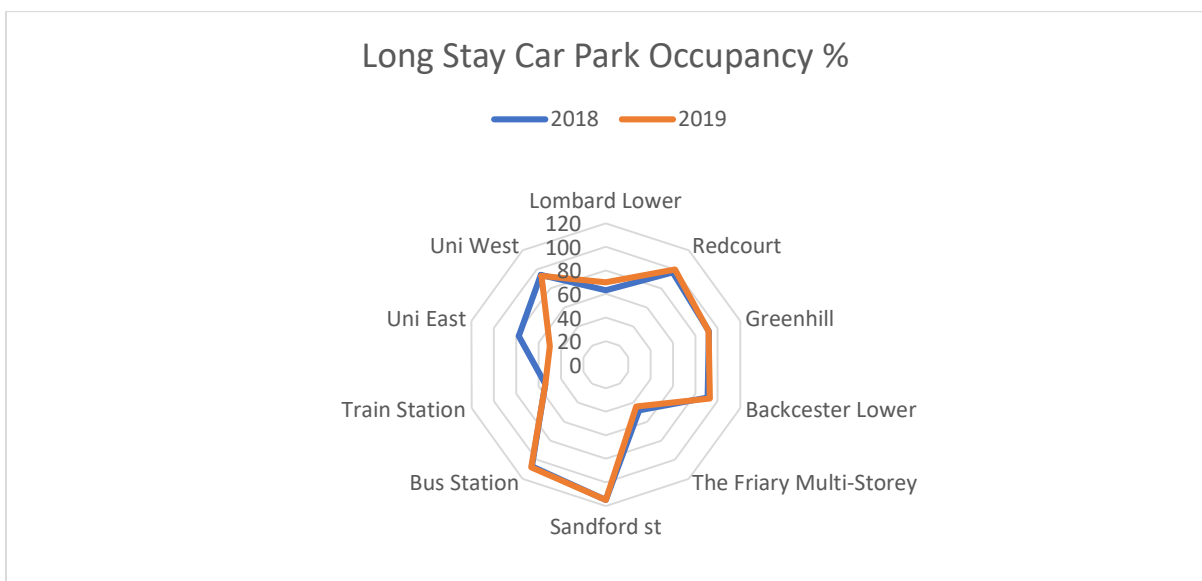 Long Stay Car Park Occupancy %
2018 2019
Lombard Lower
120
100
80
60
40
20
0
Redcourt
Greenhill
Backcester Lower
The Friary Multi-Storey
Sandford st
Bus Station
Train Station
Uni East
Uni West